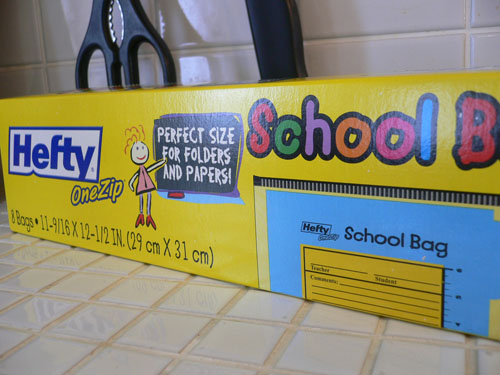 Hefty
OneZip
PERFECT SIZE
FOR FOLDERS
AND PAPERS!
School B
8 Bags • 11-9/16 X 12-1/2 IN. (29 cm X 31 cm)
Hefty
OneZip
School Bag
Teacher Student
Comments: